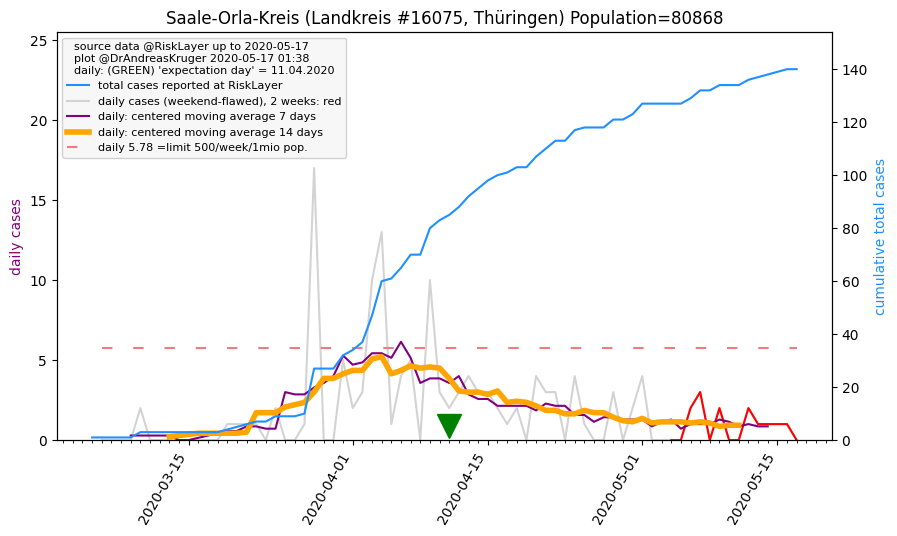 Saale-Orla-Kreis (Landkreis #16075, Thüringen) Population=80868
source data @RiskLayer up to 2020-05-17
plot @DrAndreasKruger 2020-05-17 01:38
daily: (GREEN) 'expectation day' = 11.04.2020
total cases reported at RiskLayer
daily cases (weekend-flawed), 2 weeks: red
daily: centered moving average 7 days
daily: centered moving average 14 days
daily 5.78 =limit 500/week/1mio pop.
daily cases
25
20
15
10
5
0
140
120
100
80
60
40
20
0
cumulative total cases
2020-03-15
2020-04-01
2020-04-15
2020-05-01
2020-05-15